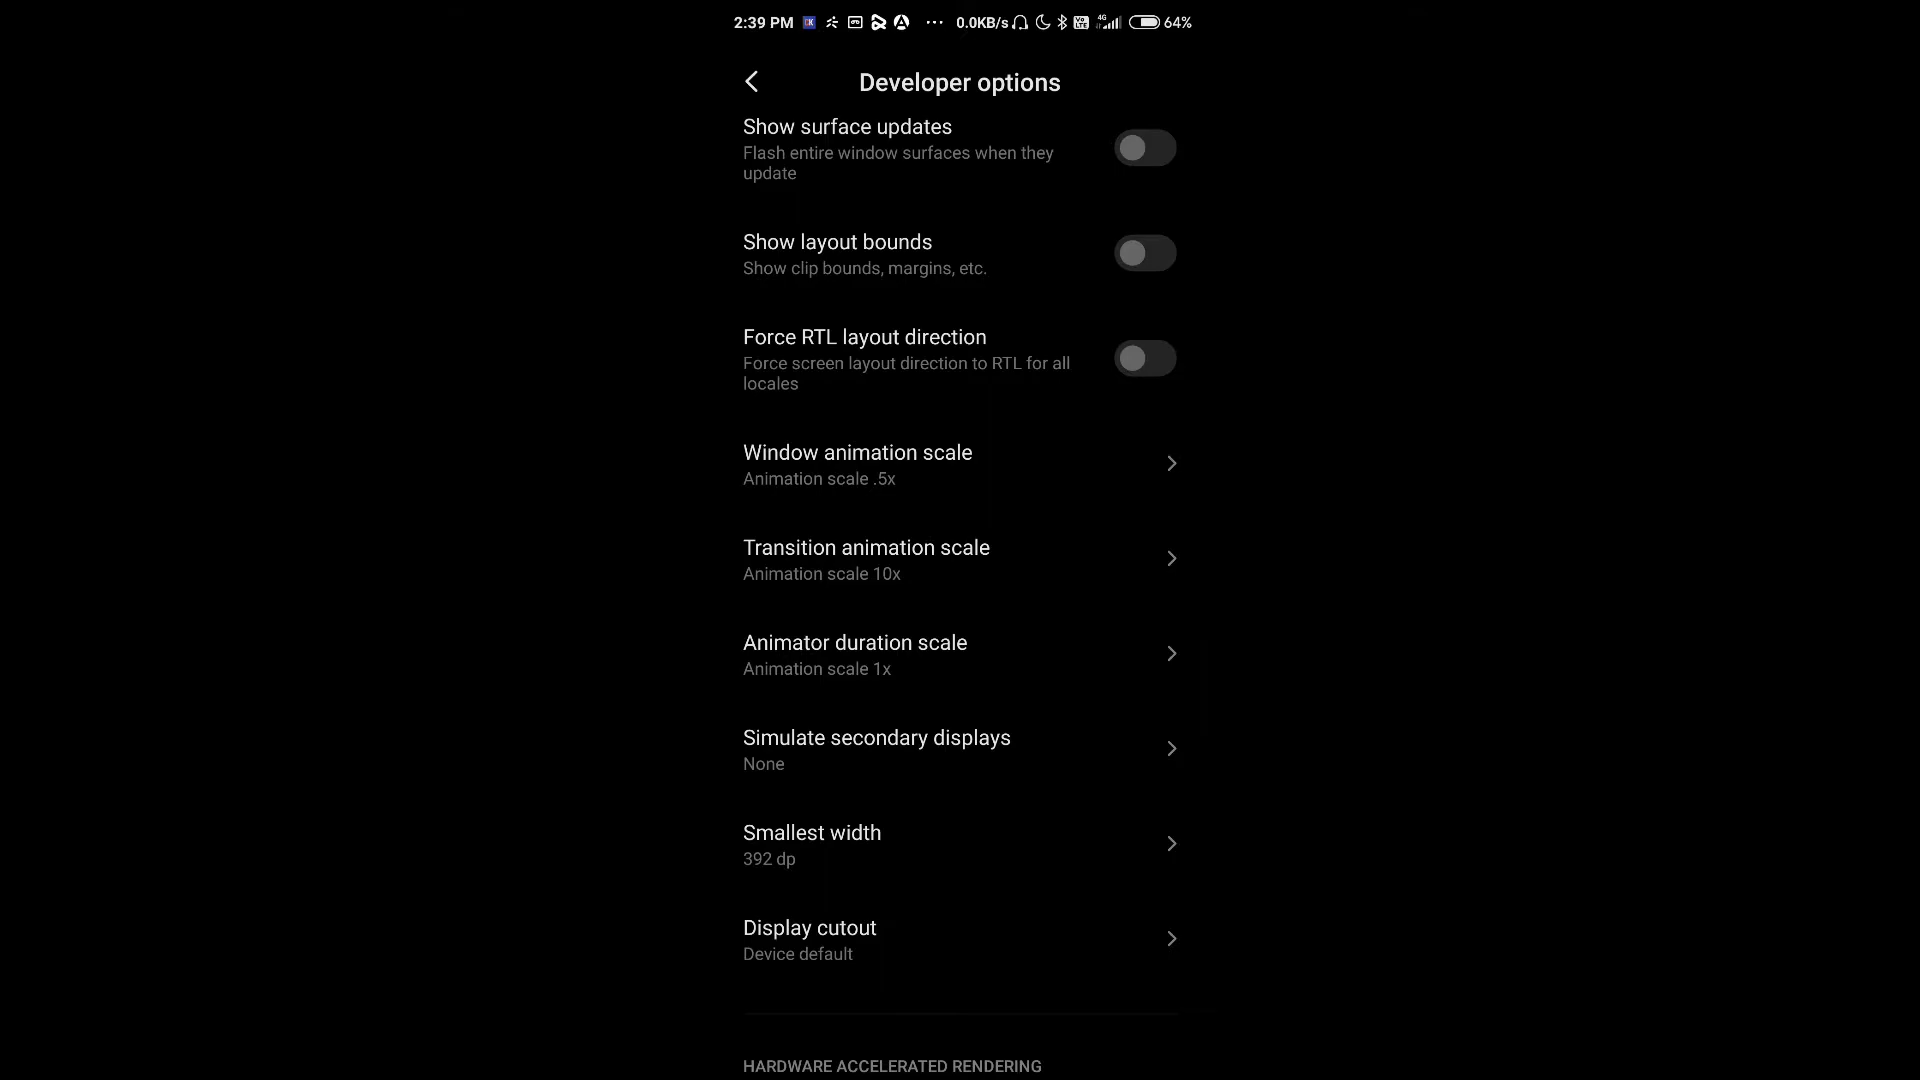 2:39 PM ··· 0.0KB/s 4G 64%
Developer options
Show surface updates
Flash entire window surfaces when they
update
Show layout bounds
Show clip bounds, margins, etc.
Force RTL layout direction
Force screen layout direction to RTL for all
locales
Window animation scale
Animation scale .5x
Transition animation scale
Animation scale 10x
Animator duration scale
Animation scale 1x
Simulate secondary displays
None
Smallest width
392 dp
Display cutout
Device default
HARDWARE ACCELERATED RENDERING